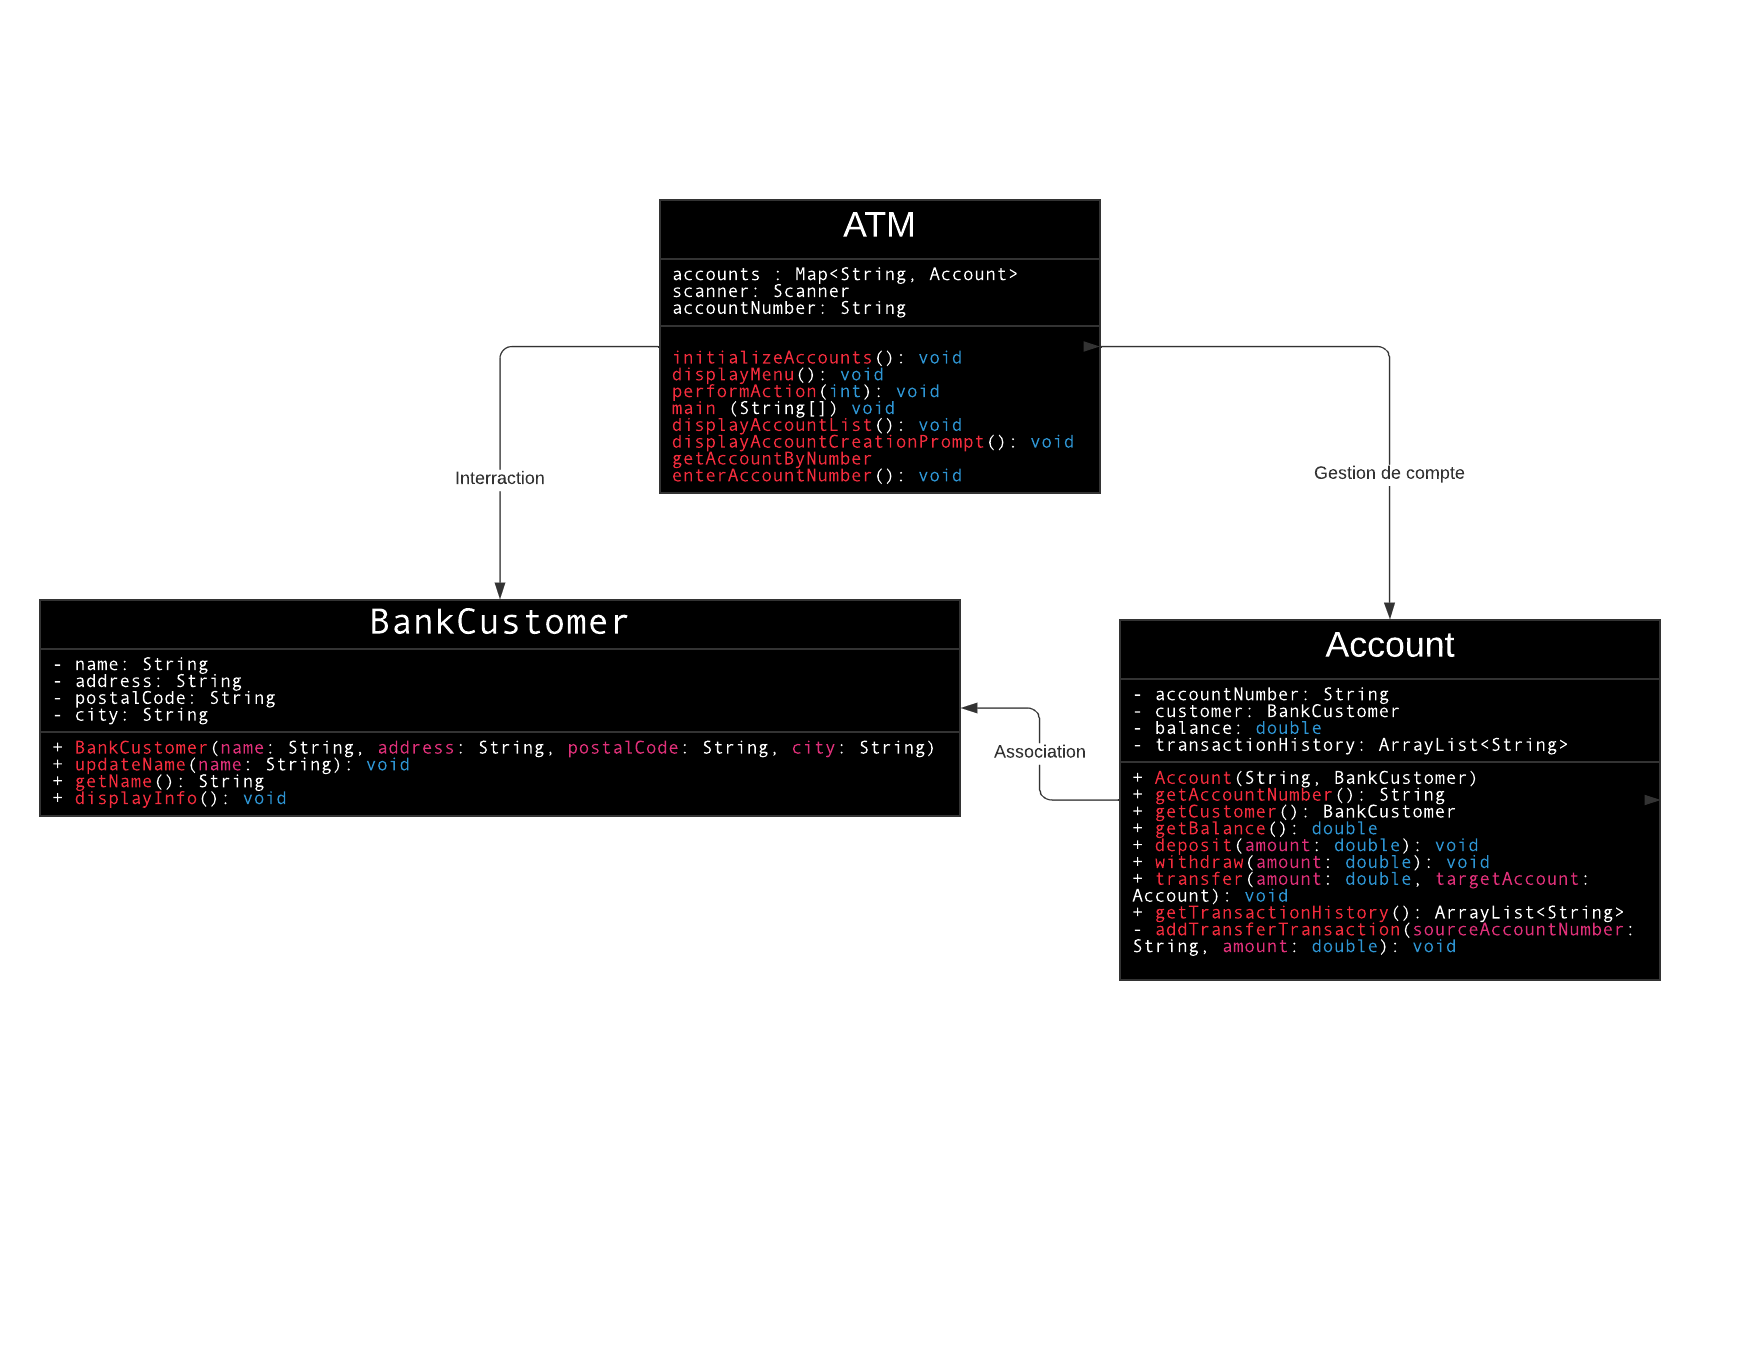 ATM
accounts : Map<String, Account>
scanner: Scanner
accountNumber: String
initializeAccounts(): void
displayMenu(): void
performAction(int): void
main (String[]) void
displayAccountList(): void
displayAccountCreationPrompt(): void
getAccountByNumber
enterAccountNumber(): void
Interraction
Gestion de compte
BankCustomer
- name: String
- address: String
- postalCode: String
- city: String
+ BankCustomer(name: String, address: String, postalCode: String, city: String)
+ updateName(name: String): void
+ getName(): String
+ displayInfo(): void
Association
Account
- accountNumber: String
- customer: BankCustomer
- balance: double
- transactionHistory: ArrayList<String>
+ Account(String, BankCustomer)
+ getAccountNumber(): String
+ getCustomer(): BankCustomer
+ getBalance(): double
+ deposit(amount: double): void
+ withdraw(amount: double): void
+ transfer(amount: double, targetAccount:
Account): void
+ getTransactionHistory(): ArrayList<String>
- addTransferTransaction(sourceAccountNumber:
String, amount: double): void